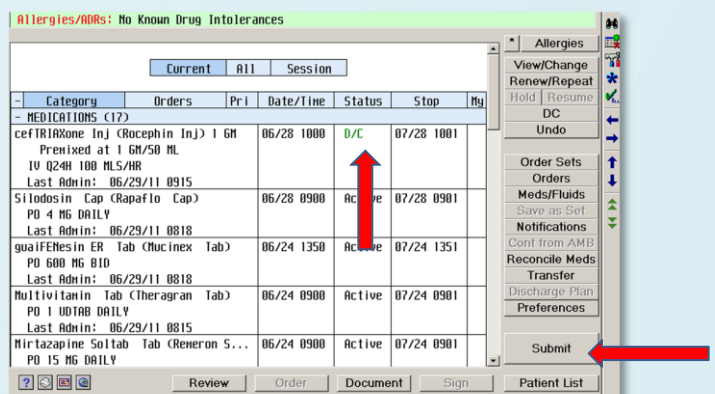 Allergies/ADRs: No Known Drug Intolerances
Current All Session
- Category Orders Pri Date/Time Status Stop My
- MEDICATIONS (17)
cefTRIAXone Inj (Rocephin Inj) 1 GM 06/28 1000 D/C 07/28 1001
Premixed at 1 GM/50 ML
IV Q24H 100 MLS/HR
Last Admin: 06/29/11 0915
Silodosin Cap (Rapaflo Cap) 06/28 0900 Ac ve 07/28 0901
PO 4 MG DAILY
Last Admin: 06/29/11 0818
guaiFENesin ER Tab (Mucinex Tab) 06/24 1350 Ac ve 07/24 1351
PO 600 MG BID
Last Admin: 06/29/11 0818
Multivitamin Tab (Theragran Tab) 06/24 0900 Active 07/24 0901
PO 1 UDTAB DAILY
Last Admin: 06/29/11 0815
Mirtazapine Soltab Tab (Remeron S... 06/24 0900 Active 07/24 0901
PO 15 MG DAILY
* Allergies
View/Change
Renew/Repeat
Hold Resume
DC
Undo
Order Sets
Orders
Meds/Fluids
Save as Set
Notifications
Cont from AMB
Reconcile Meds
Transfer
Discharge Plan
Preferences
Submit
? Review Order Document Sign Patient List